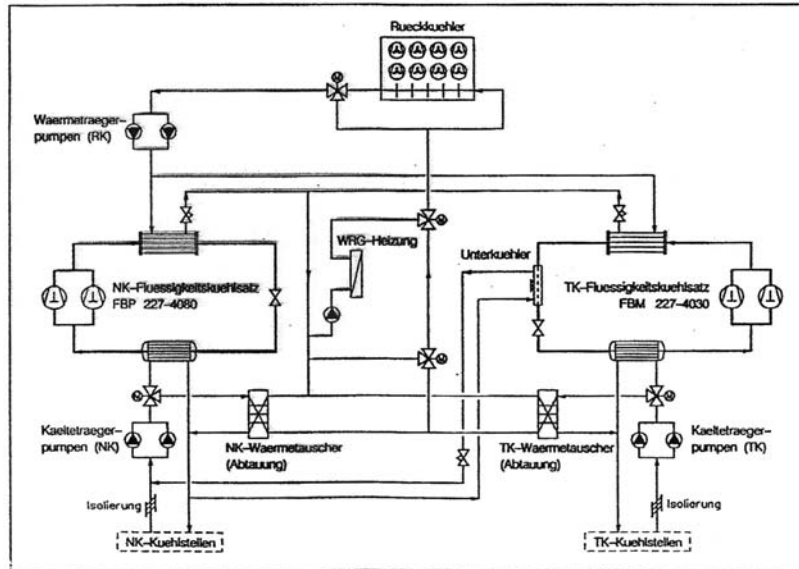 Rueckkuehler
Waermetraeger-
pumpen (RK)
WRG-Heizung
Unterkuehler
NK-Fluessigkeitskuehlsatz
FBP 227-4080
TK-Fluessigkeitskuehlsatz
FBM 227-4030
Kaeltetraeger-
pumpen (NK)
NK-Waermetauscher
(Abtauung)
TK-Waermetauscher
(Abtauung)
Kaeltetraeger-
pumpen (TK)
Isolierung
Isolierung
NK-Kuehlstellen
TK-Kuehlstellen